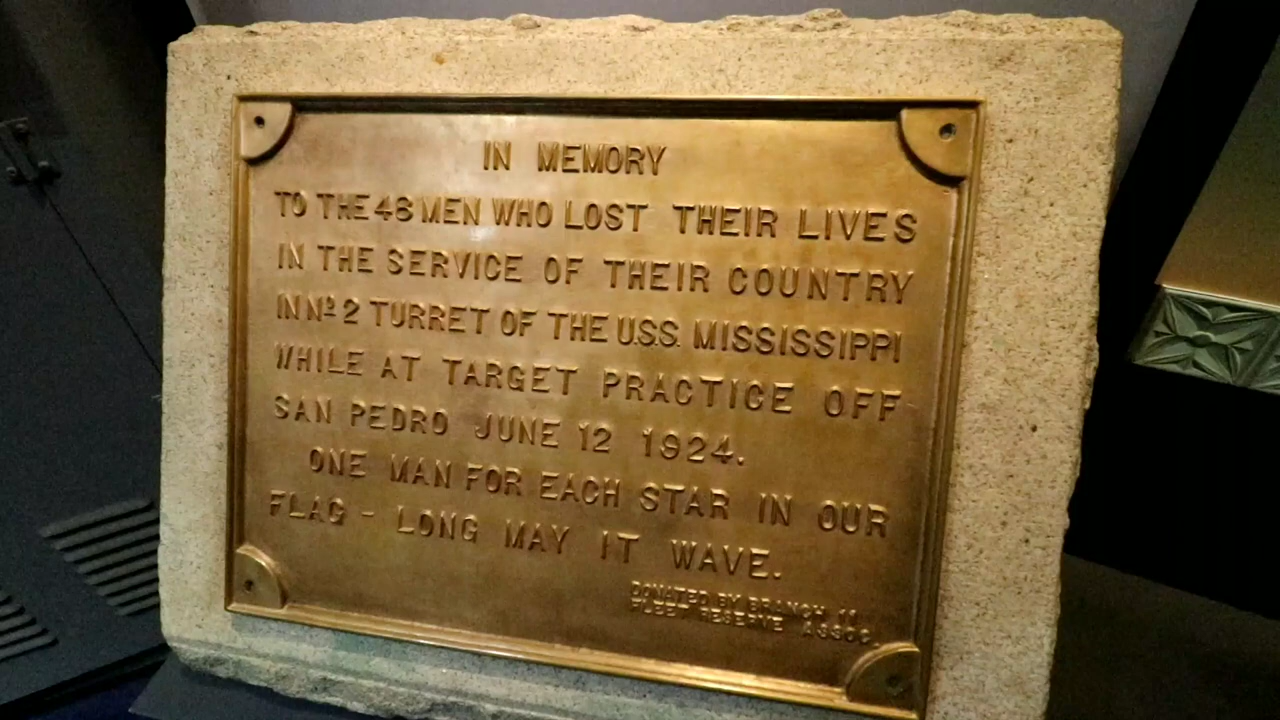 IN MEMORY
TO THE 48 MEN WHO LOST THEIR LIVES
IN THE SERVICE OF THEIR COUNTRY
IN Nº 2 TURRET OF THE U.S.S. MISSISSIPPI
WHILE AT TARGET PRACTICE OFF
SAN PEDRO JUNE 12 1924.
ONE MAN FOR EACH STAR IN OUR
FLAG - LONG MAY IT WAVE.
DONATED BY BRANCH 11
FLEET RESERVE ASSOC.